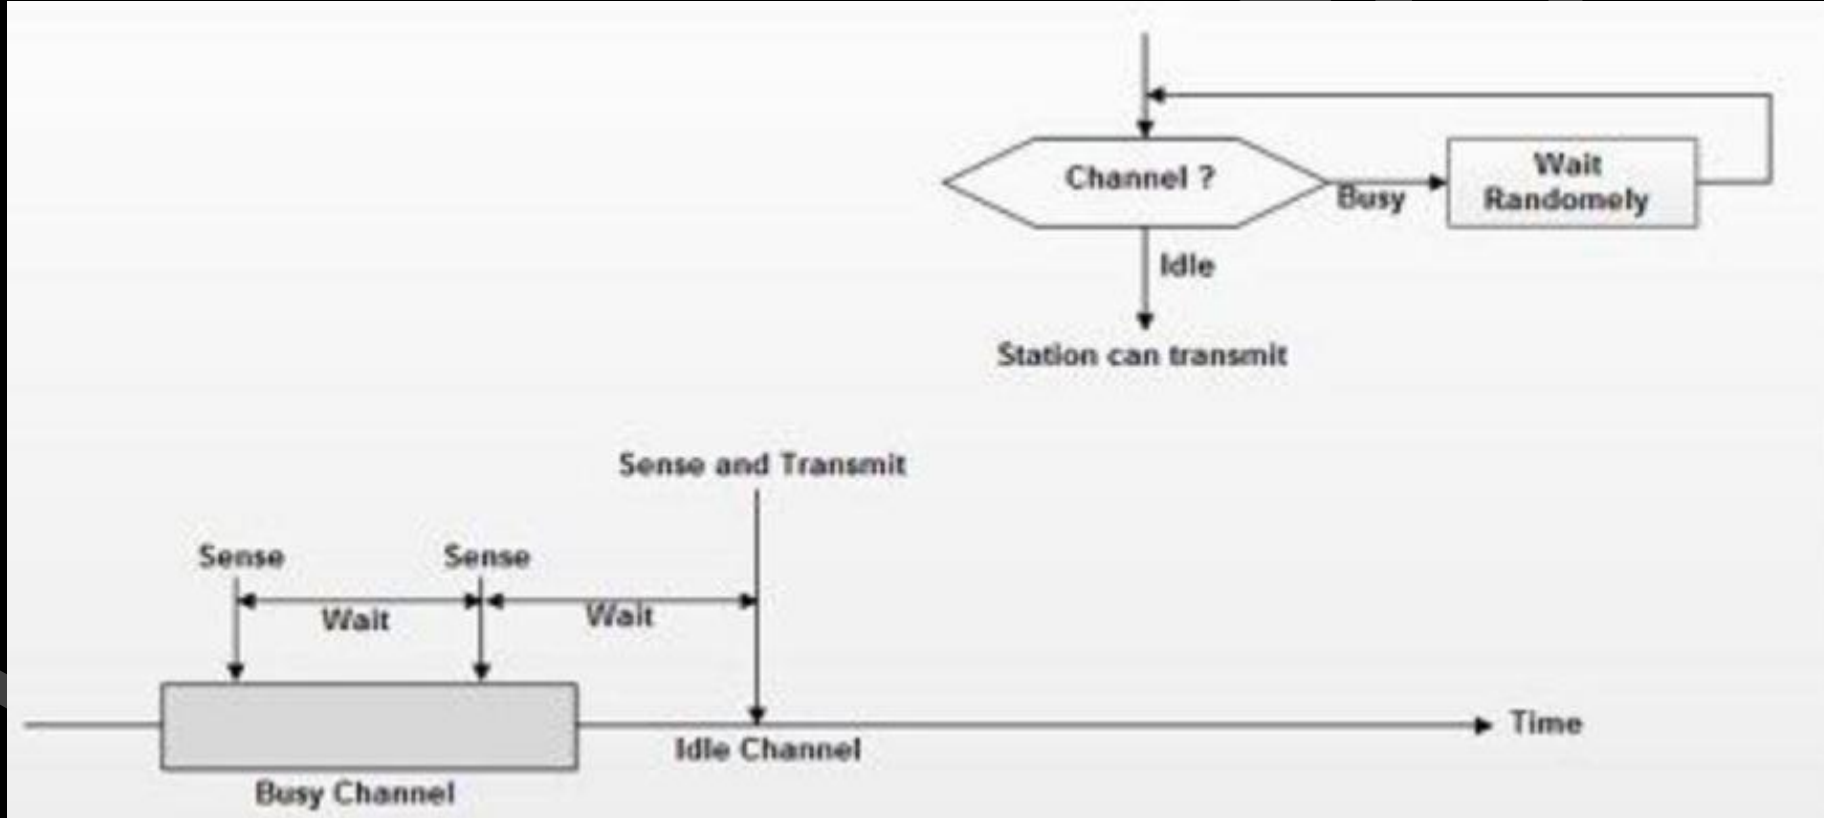 Channel ?
Busy
Wait
Randomely
Idle
Station can transmit
Sense and Transmit
Sense
Sense
Wait
Wait
Time
Idle Channel
Busy Channel